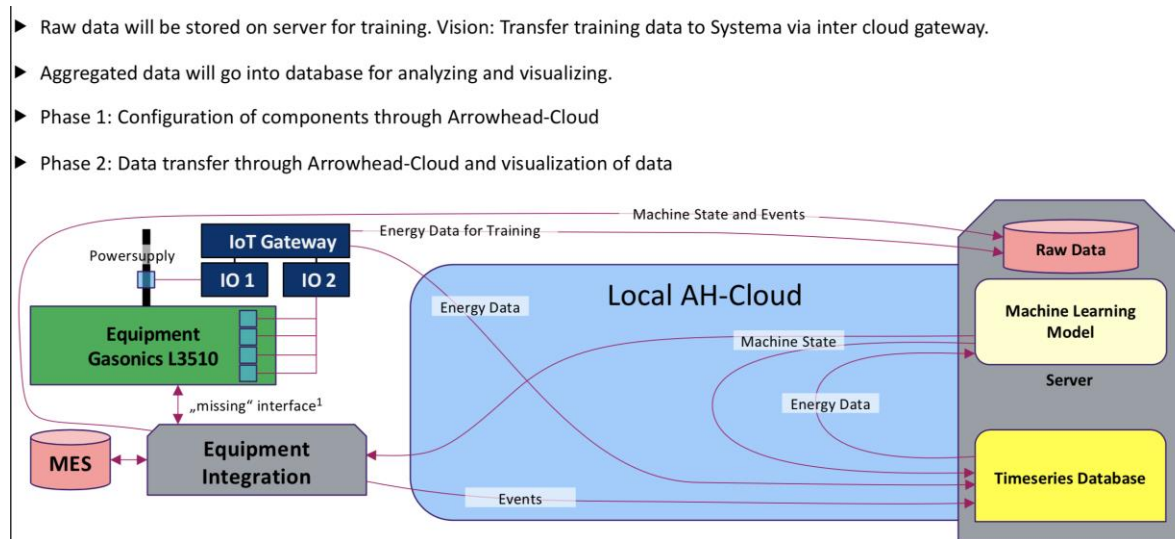 Raw data will be stored on server for training. Vision: Transfer training data to Systema via inter cloud gateway.
Aggregated data will go into database for analyzing and visualizing.
Phase 1: Configuration of components through Arrowhead-Cloud
Phase 2: Data transfer through Arrowhead-Cloud and visualization of data
Machine State and Events
IoT Gateway
Energy Data for Training
Raw Data
Powersupply
IO 1
IO 2
Local AH-Cloud
Energy Data
Machine Learning
Model
Equipment
Gasonics L3510
Machine State
Server
„missing“ interface¹
Energy Data
MES
Equipment
Integration
Timeseries Database
Events